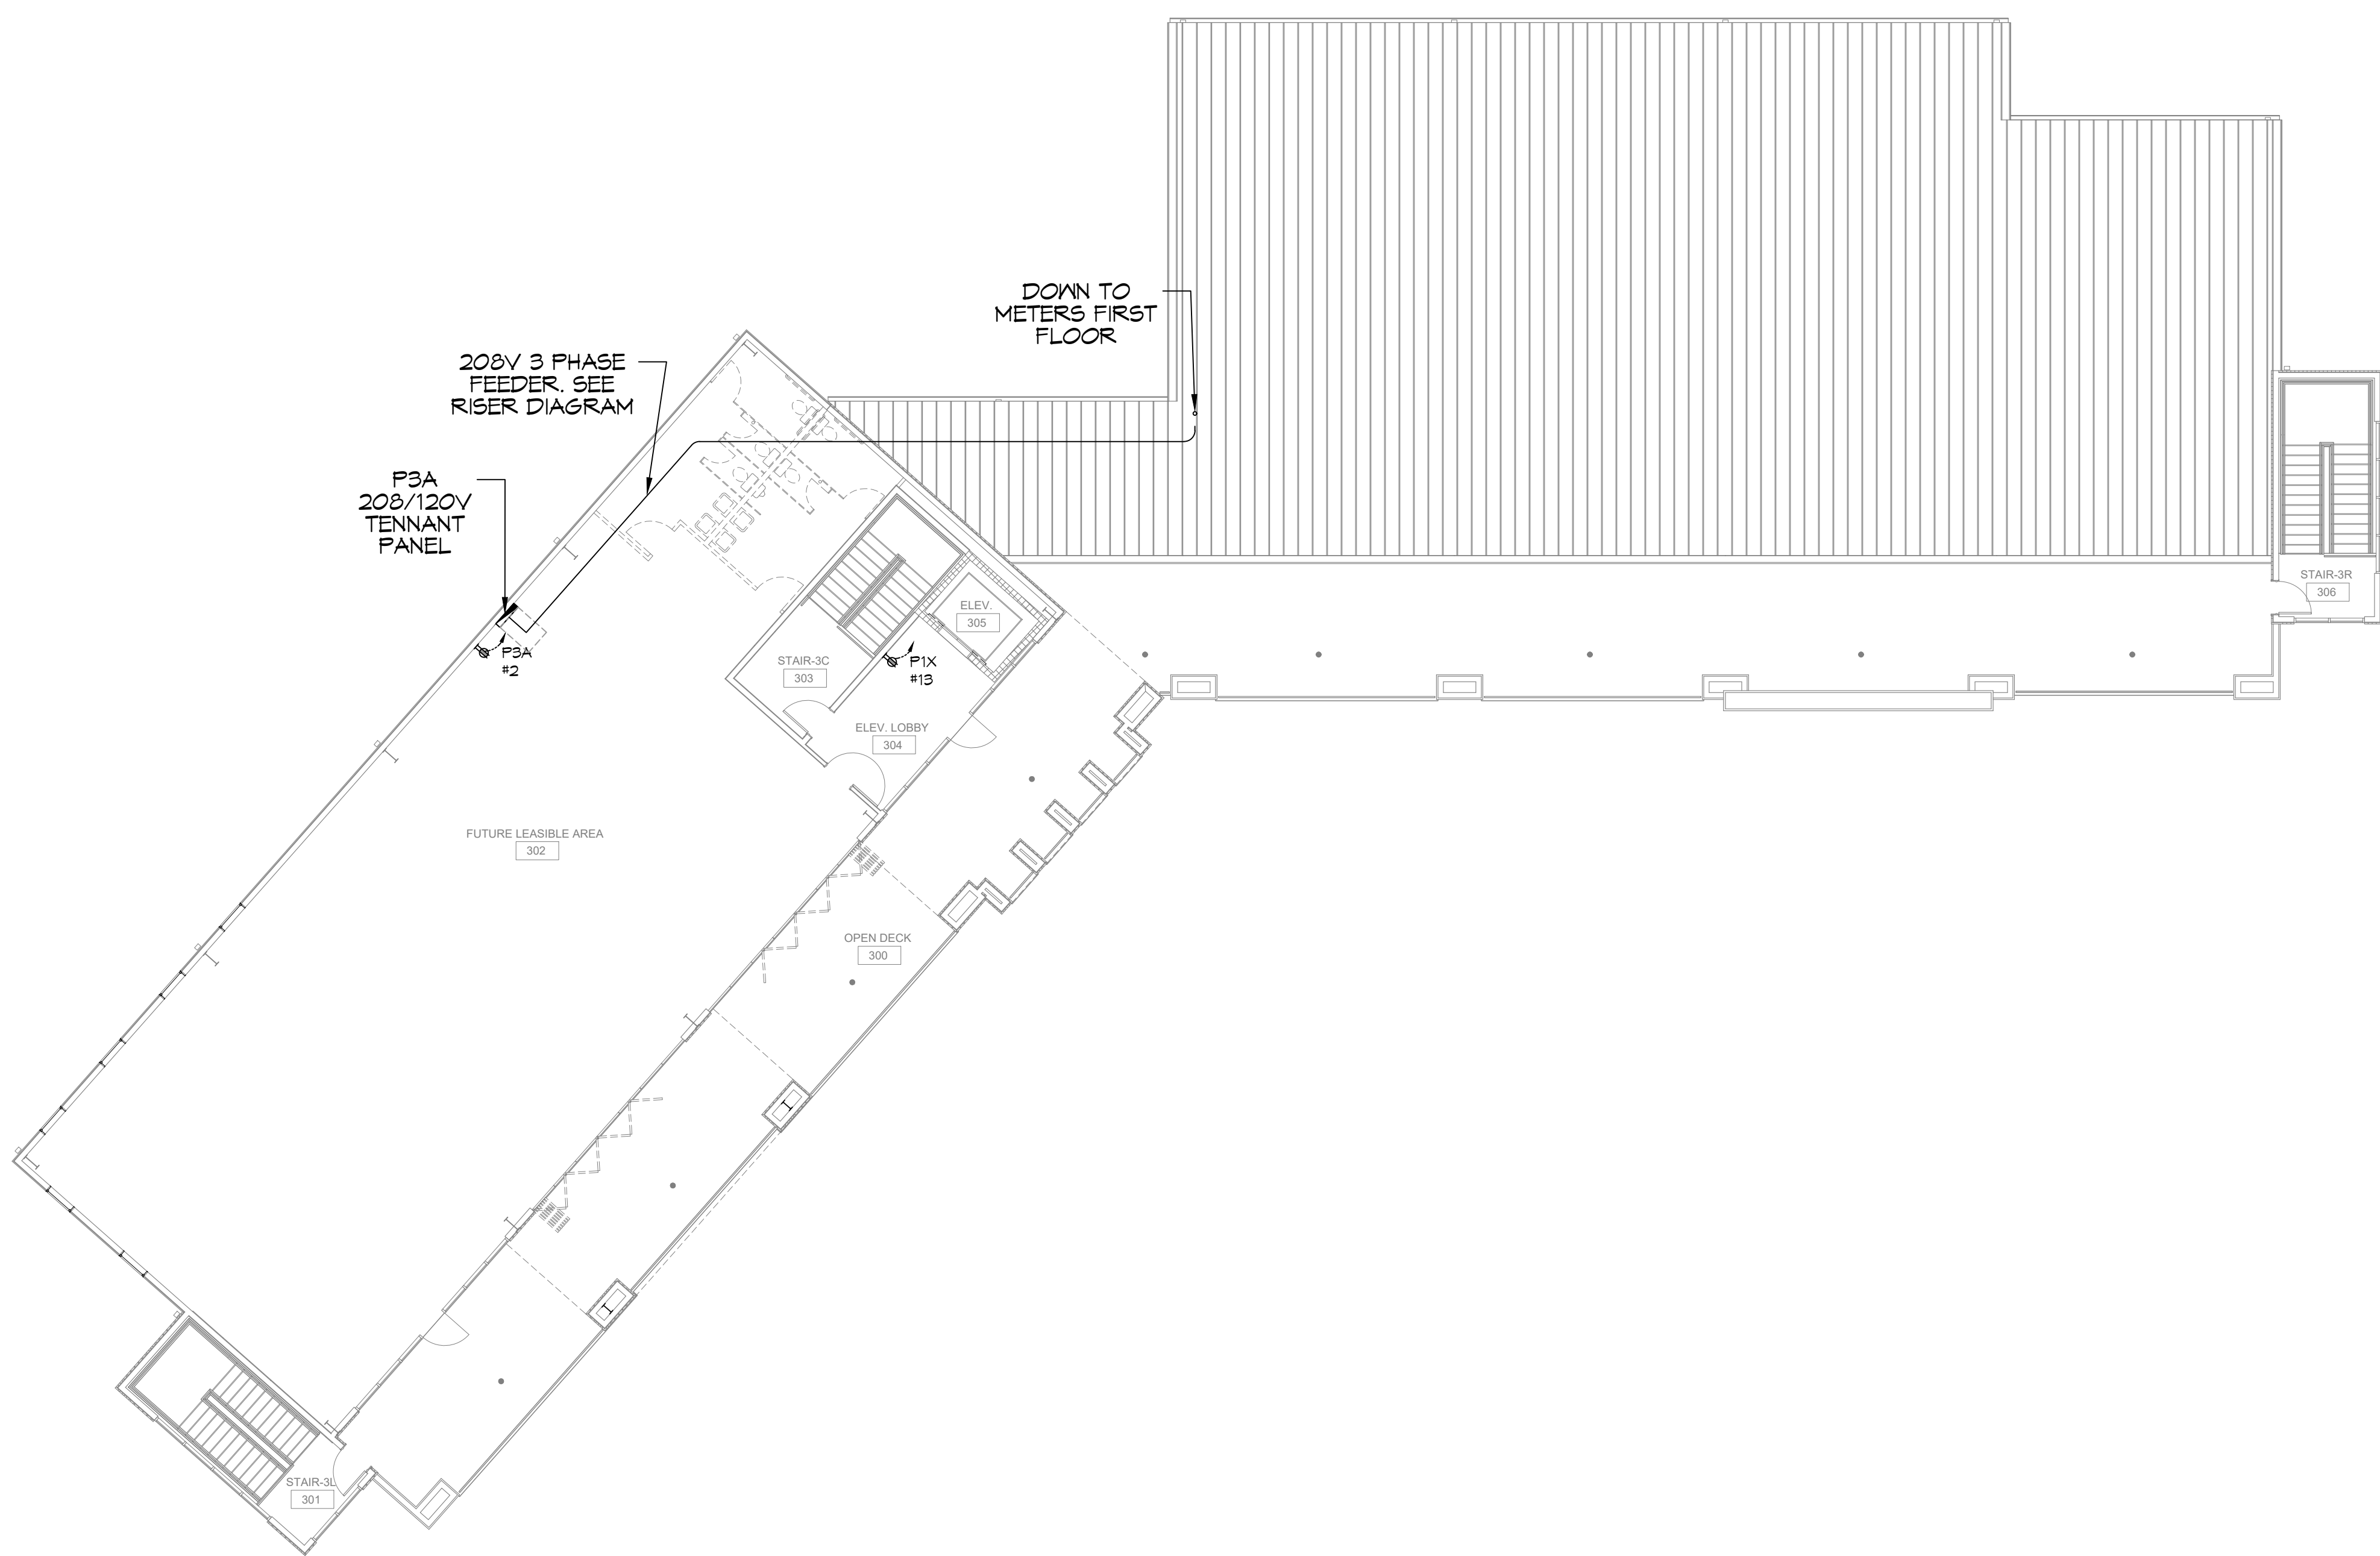 DOWN TO
METERS FIRST
FLOOR
208V 3 PHASE
FEEDER. SEE
RISER DIAGRAM
P3A
208/120V
TENNANT
PANEL
P3A
#2
P1X
#13
ELEV.
305
STAIR-3R
306
STAIR-3C
303
ELEV. LOBBY
304
FUTURE LEASIBLE AREA
302
OPEN DECK
300
STAIR-3L
301